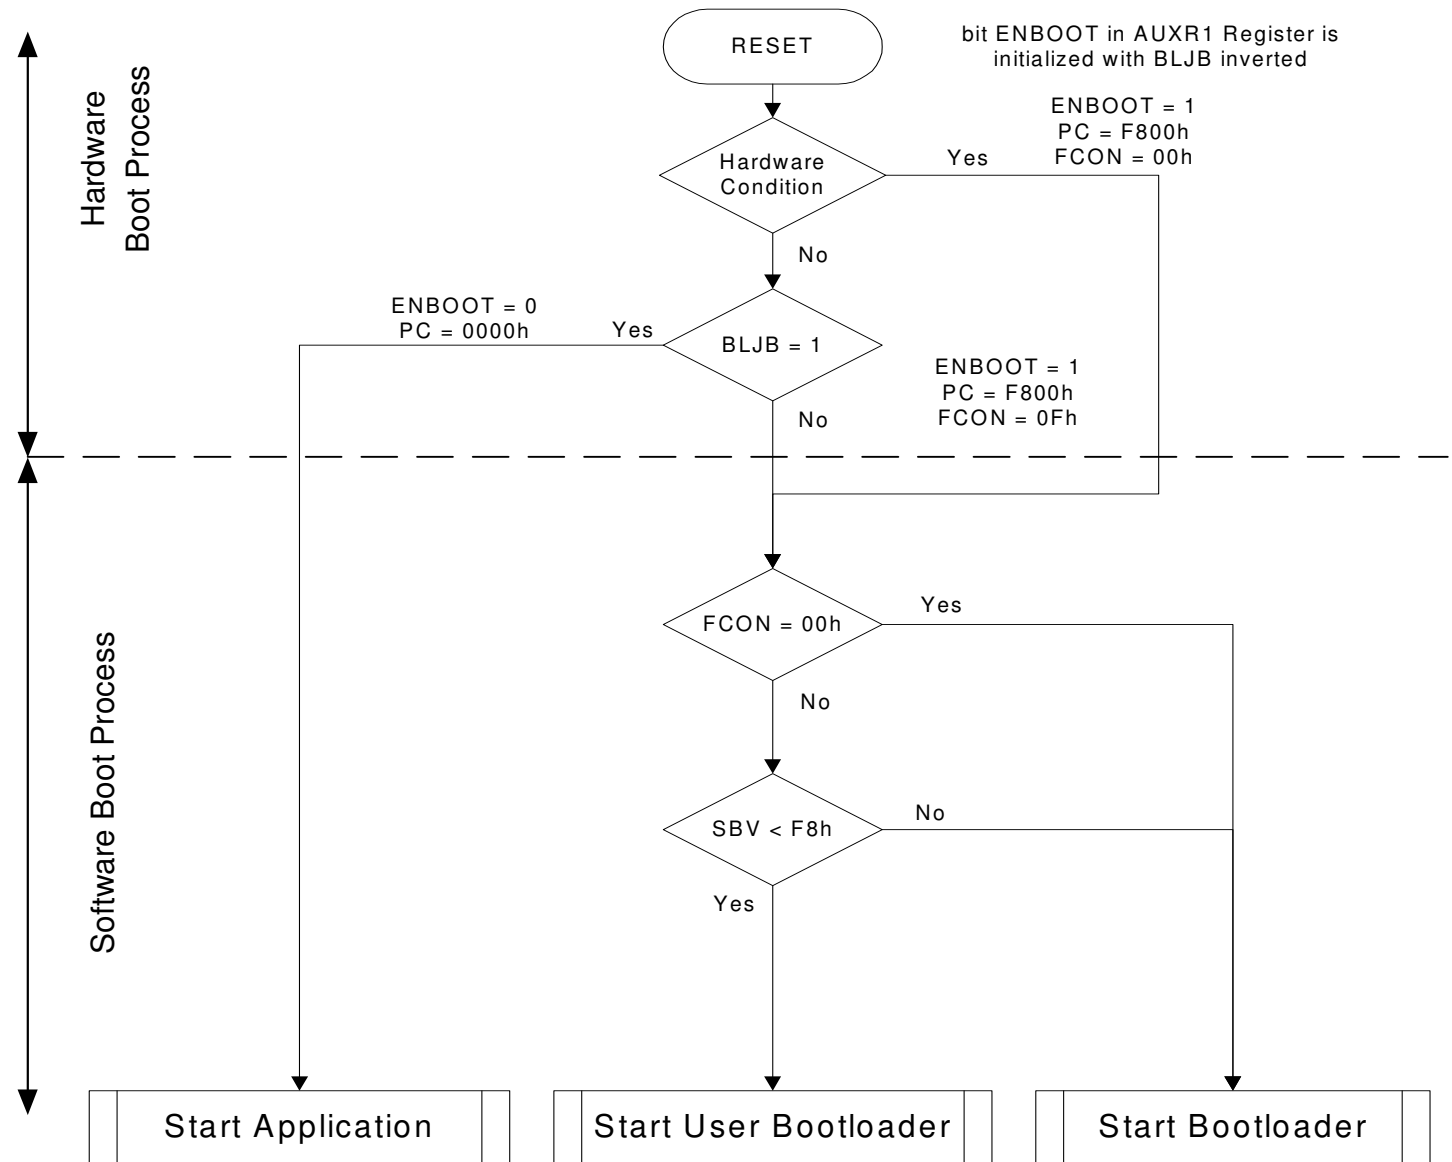 RESET
bit ENBOOT in AUXR1 Register is
initialized with BLJB inverted
Hardware
Boot Process
ENBOOT = 1
PC = F800h
FCON = 00h
Hardware
Condition
Yes
No
ENBOOT = 0
PC = 0000h
Yes
BLJB = 1
ENBOOT = 1
PC = F800h
FCON = 0Fh
No
Software Boot Process
FCON = 00h
Yes
No
SBV < F8h
No
Yes
Start Application
Start User Bootloader
Start Bootloader